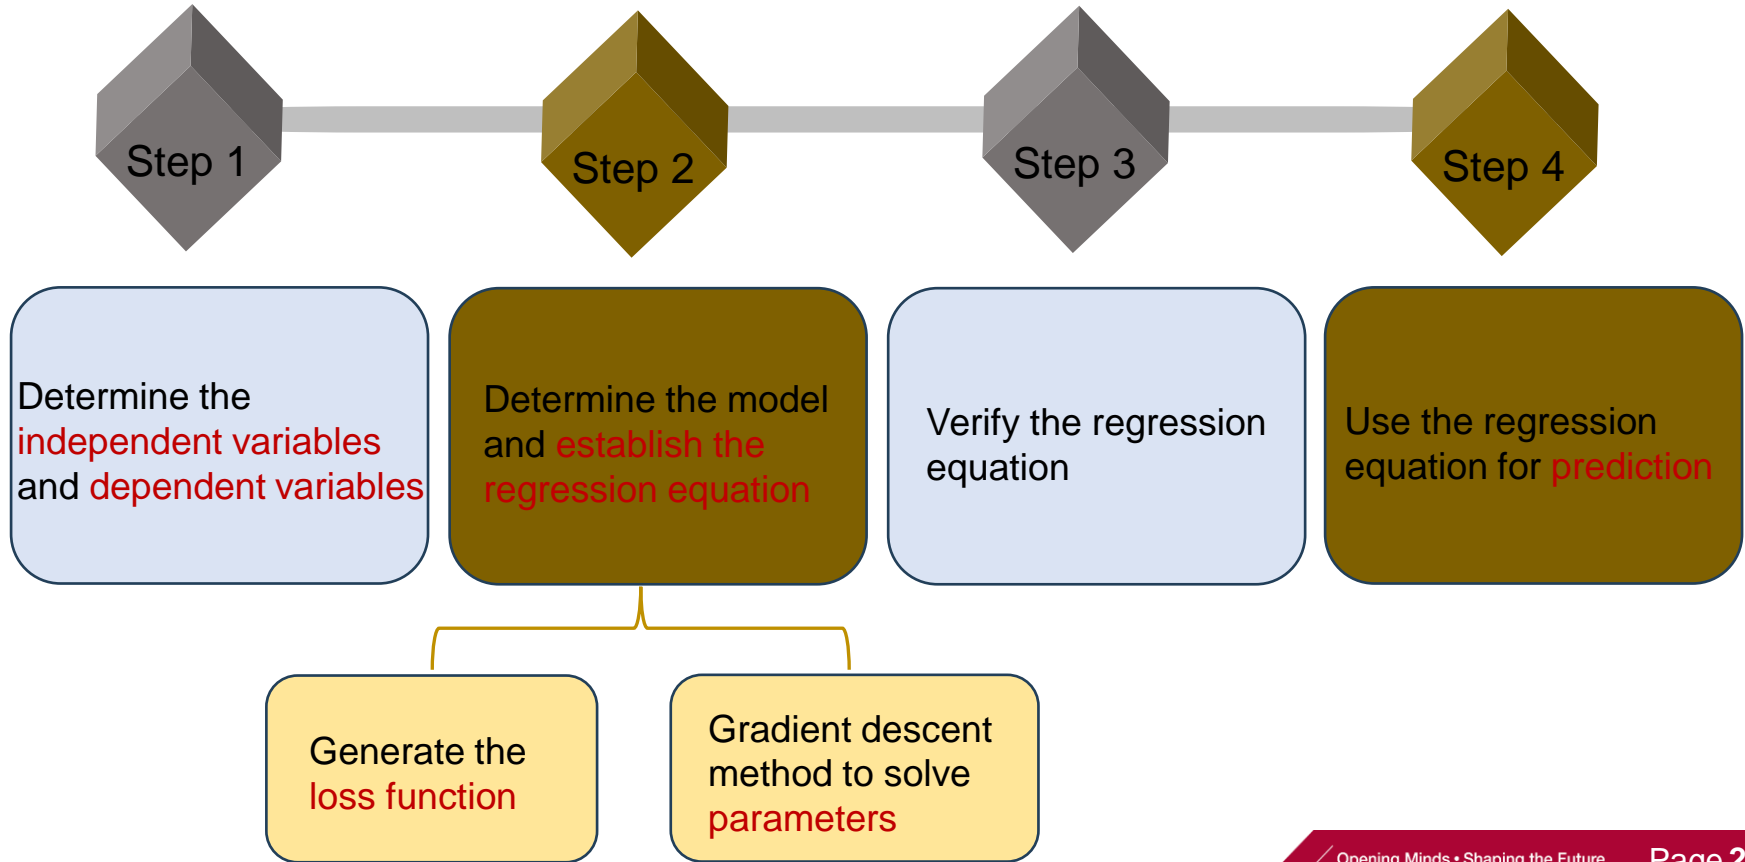 Step 1
Step 2
Step 3
Step 4
Determine the
independent variables
and dependent variables
Determine the model
and establish the
regression equation
Verify the regression
equation
Use the regression
equation for prediction
Generate the
loss function
Gradient descent
method to solve
parameters
Opening Minds • Shaping the Future
Page 2